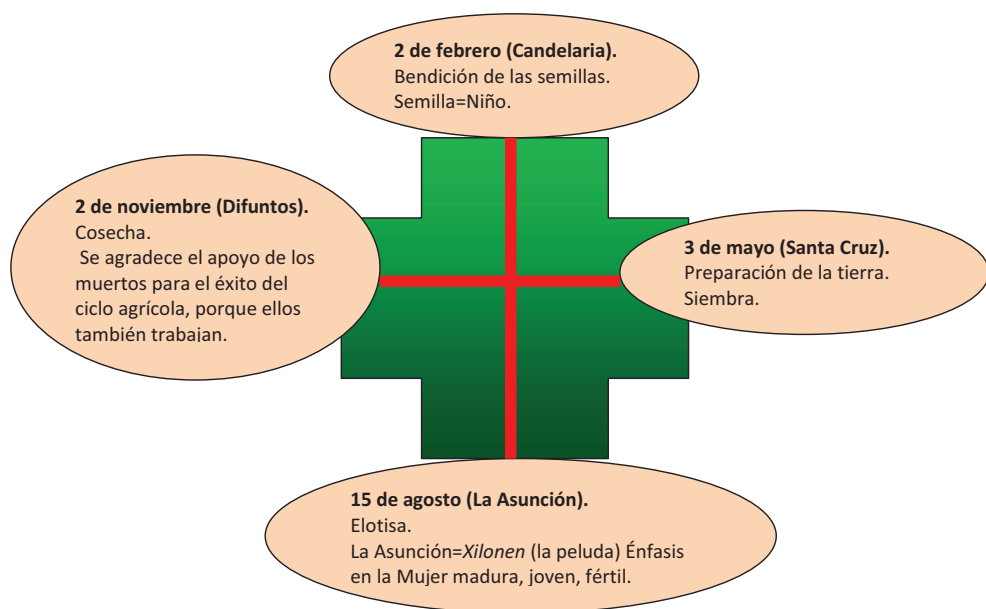 2 de febrero (Candelaria).
Bendición de las semillas.
Semilla=Niño.
2 de noviembre (Difuntos).
Cosecha.
Se agradece el apoyo de los
muertos para el éxito del
ciclo agrícola, porque ellos
también trabajan.
3 de mayo (Santa Cruz).
Preparación de la tierra.
Siembra.
15 de agosto (La Asunción).
Elotisa.
La Asunción=Xilonen (la peluda) Énfasis
en la Mujer madura, joven, fértil.